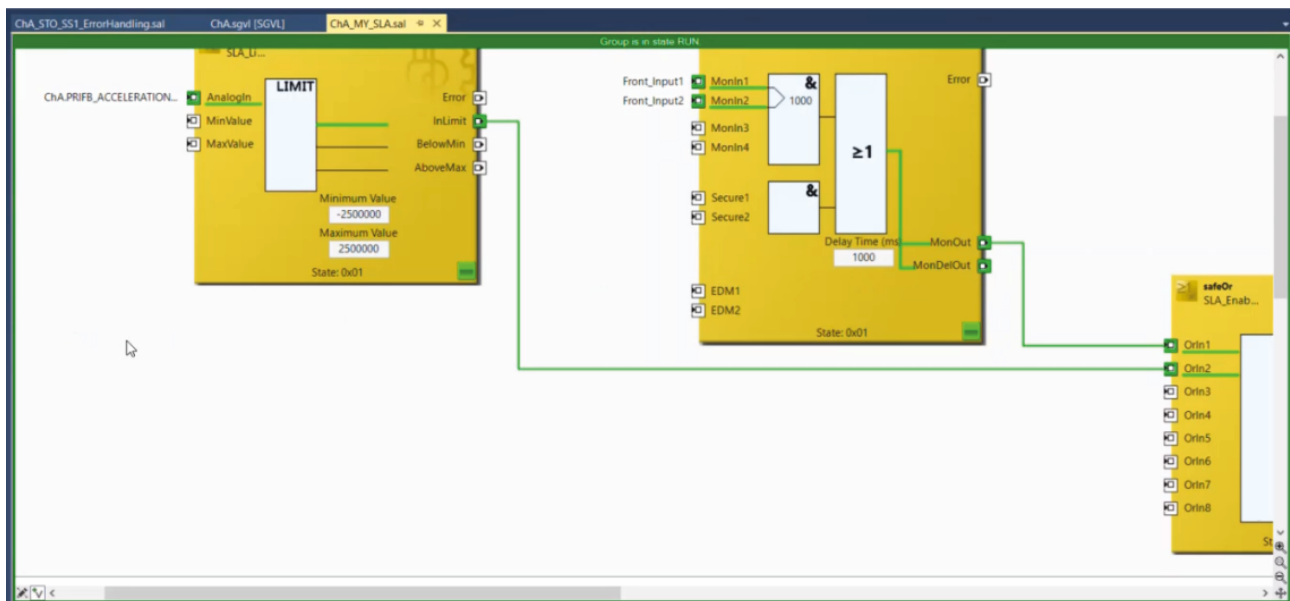 ChA_STO_SS1_ErrorHandling.sal
ChA.sgvl [SGVL]
ChA_MY_SLA.sal
Group is in state RUN
SLA_Li...
LIMIT
ChA.PRIFB_ACCELERATION...
AnalogIn
MinValue
MaxValue
Error
InLimit
BelowMin
AboveMax
Minimum Value
-2500000
Maximum Value
2500000
State: 0x01
Front_Input1
Front_Input2
MonIn1
MonIn2
MonIn3
MonIn4
Secure1
Secure2
EDM1
EDM2
&
1000
&
≥1
Error
Delay Time (ms)
1000
MonOut
MonDelOut
State: 0x01
≥1
safeOr
SLA_Enab...
OrIn1
OrIn2
OrIn3
OrIn4
OrIn5
OrIn6
OrIn7
OrIn8
St